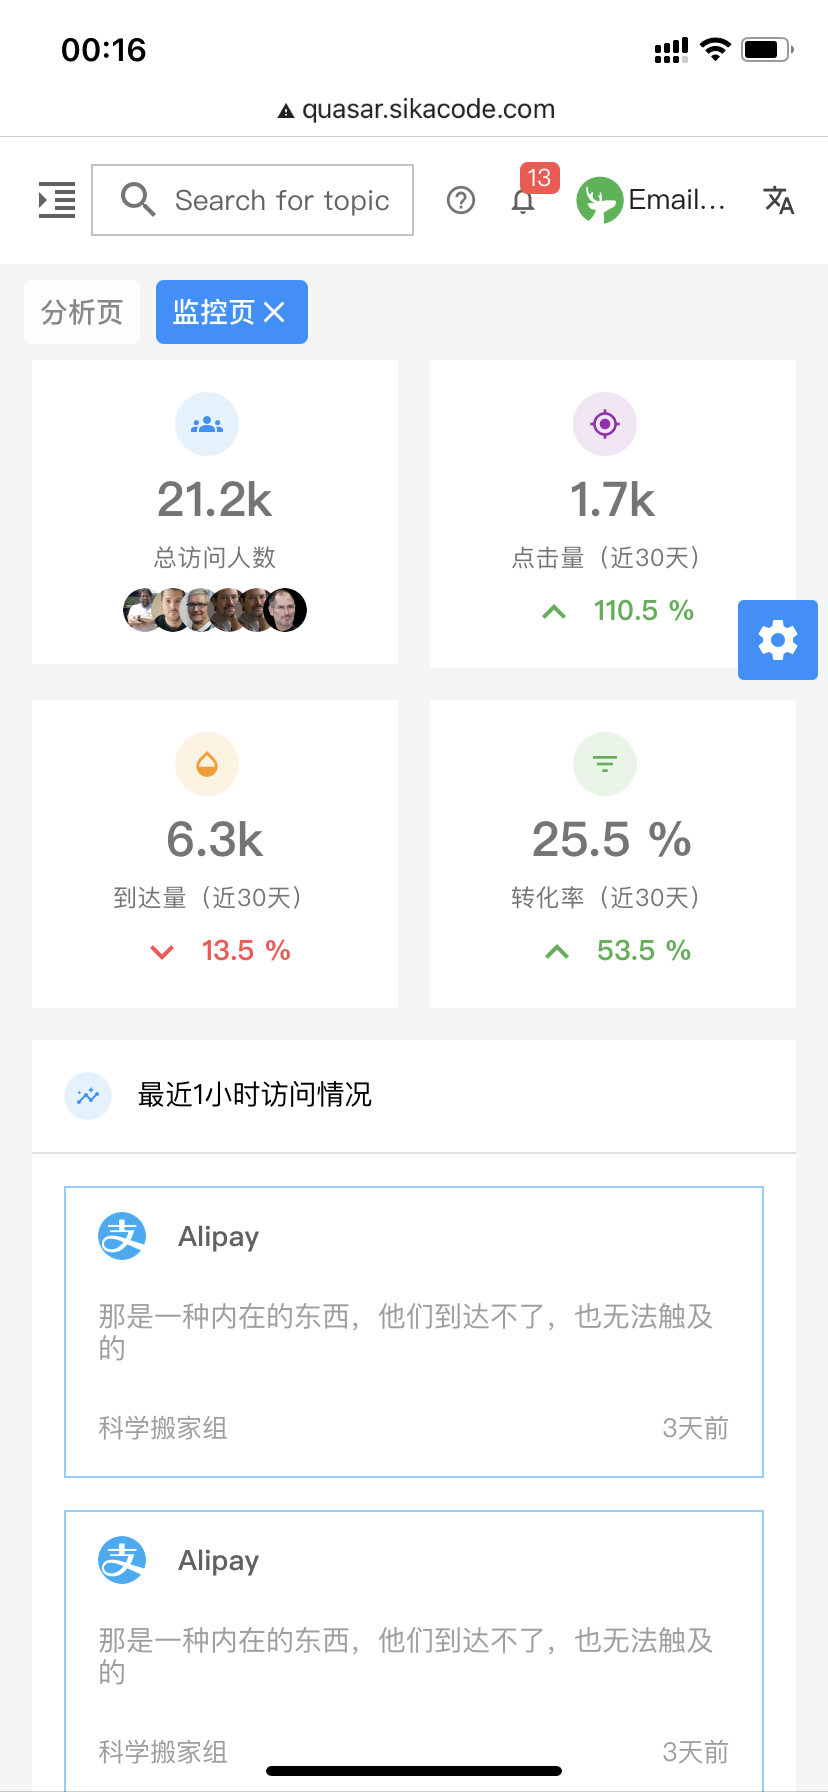 00:16
quasar.sikacode.com
Search for topic
13
Email...
分析页
监控页
21.2k
总访问人数
1.7k
点击量（近30天）
110.5 %
6.3k
到达量（近30天）
13.5 %
25.5 %
转化率（近30天）
53.5 %
最近1小时访问情况
支 Alipay
那是一种内在的东西，他们到达不了，也无法触及
的
科学搬家组 3天前
支 Alipay
那是一种内在的东西，他们到达不了，也无法触及
的
科学搬家组 3天前